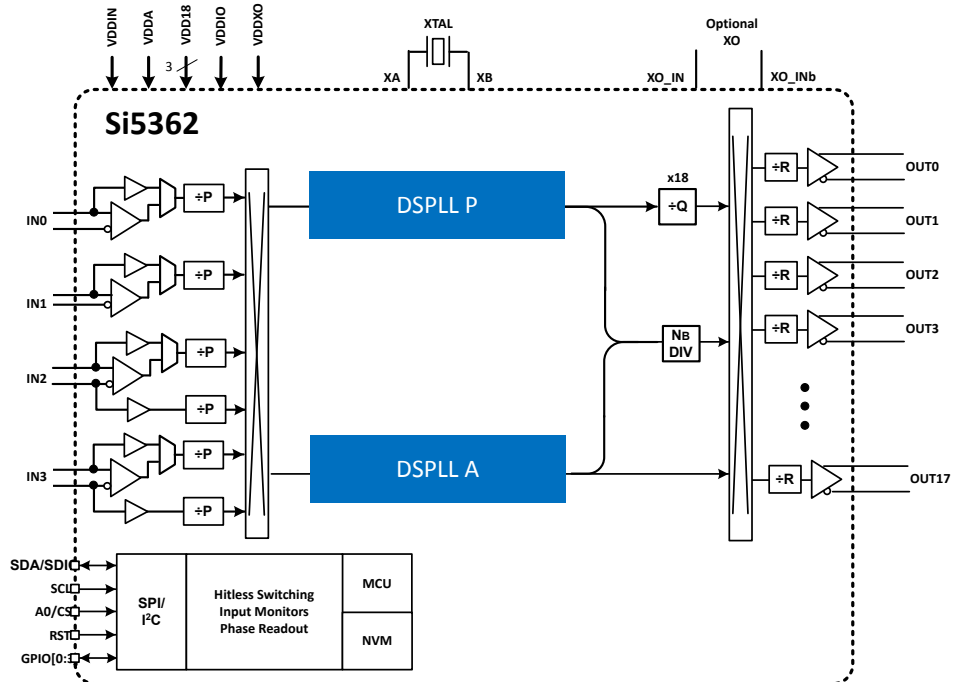 VDDIN
VDDA
VDD18
VDDIO
VDDXO
3
XTAL
XA
XB
Optional
XO
XO_IN
XO_INb
Si5362
IN0
÷P
IN1
÷P
IN2
÷P
÷P
IN3
÷P
÷P
DSPLL P
DSPLL A
x18
÷Q
NB
DIV
÷R
OUT0
÷R
OUT1
÷R
OUT2
÷R
OUT3
÷R
OUT17
SDA/SDI
SCL
A0/CS
RST
GPIO[0:
SPI/
I²C
Hitless Switching
Input Monitors
Phase Readout
MCU
NVM